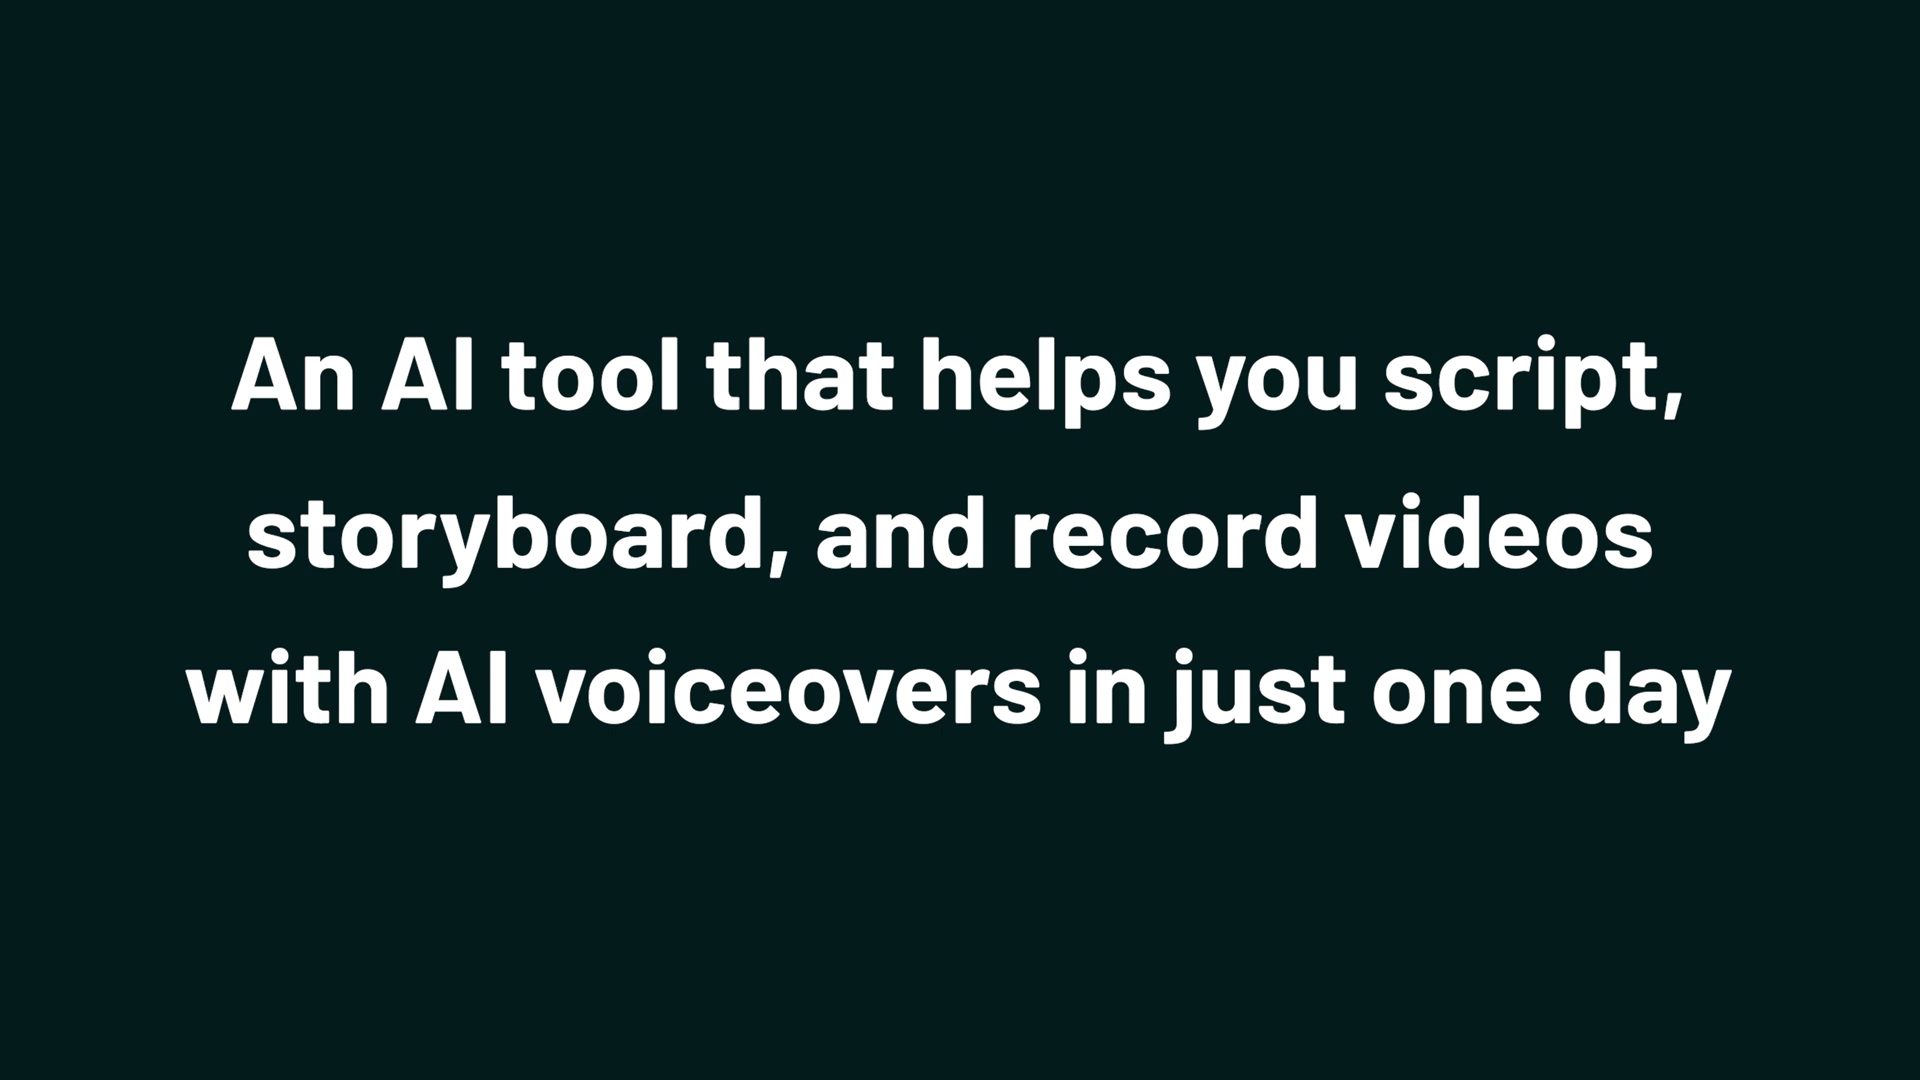 An AI tool that helps you script,
storyboard, and record videos
with AI voiceovers in just one day